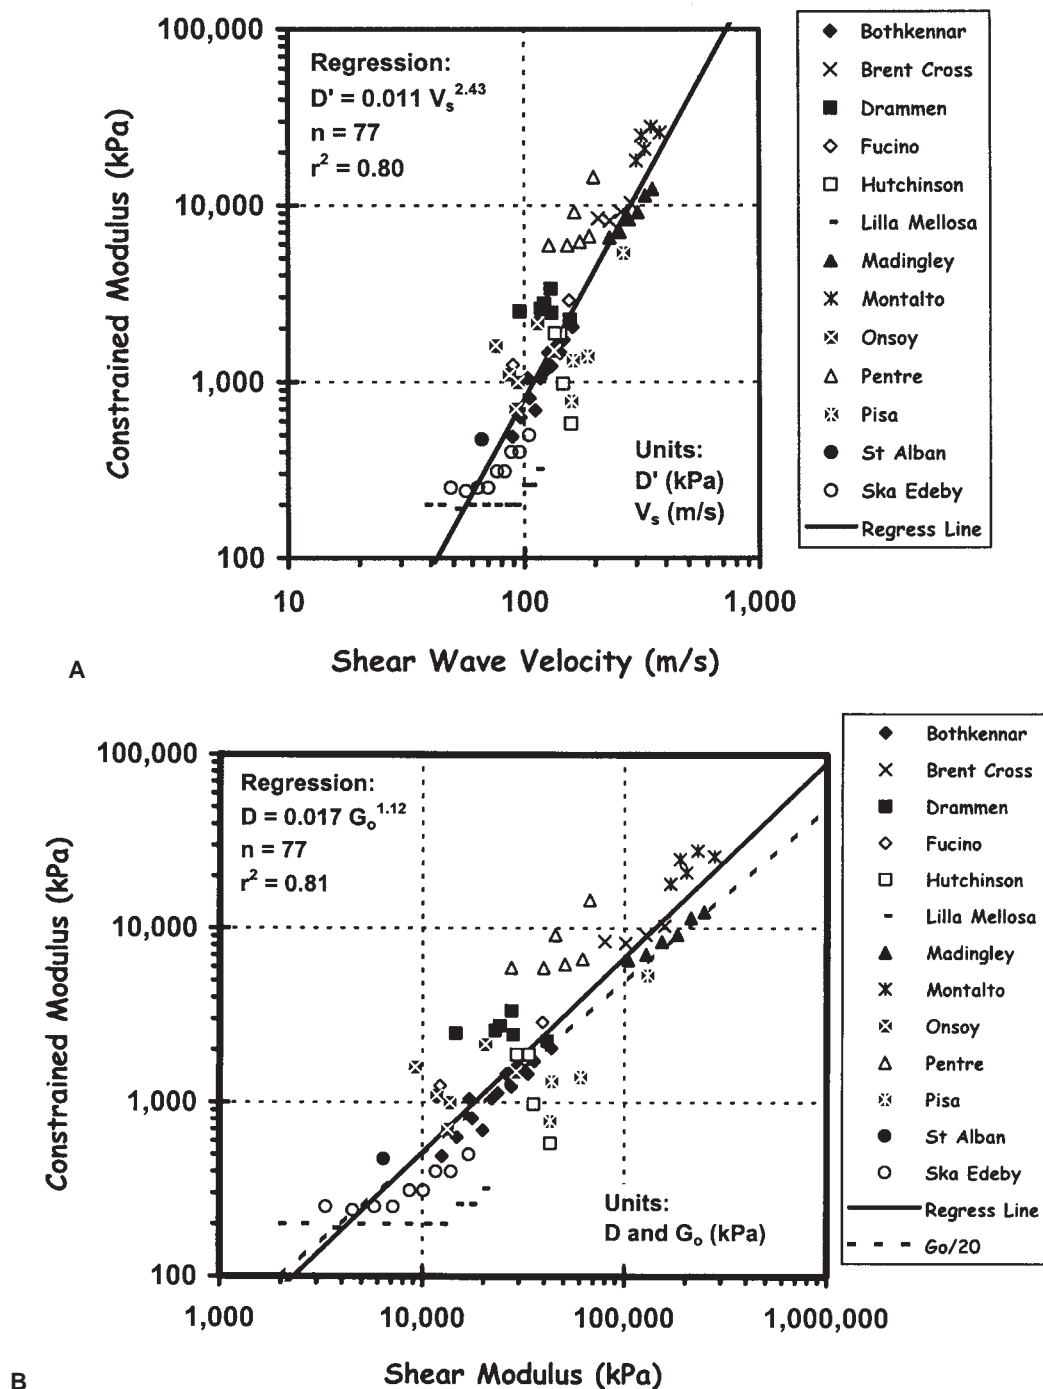 100,000
10,000
1,000
100
Constrained Modulus (kPa)
Regression:
D' = 0.011 Vs^2.43
n = 77
r² = 0.80
Units:
D' (kPa)
Vs (m/s)
10
100
1,000
Shear Wave Velocity (m/s)
A
Bothkennar
Brent Cross
Drammen
Fucino
Hutchinson
Lilla Mellosa
Madingley
Montalto
Onsoy
Pentre
Pisa
St Alban
Ska Edeby
Regress Line
100,000
10,000
1,000
100
Constrained Modulus (kPa)
Regression:
D = 0.017 Go^1.12
n = 77
r² = 0.81
Units:
D and Go (kPa)
1,000
10,000
100,000
1,000,000
Shear Modulus (kPa)
B
Bothkennar
Brent Cross
Drammen
Fucino
Hutchinson
Lilla Mellosa
Madingley
Montalto
Onsoy
Pentre
Pisa
St Alban
Ska Edeby
Regress Line
Go/20